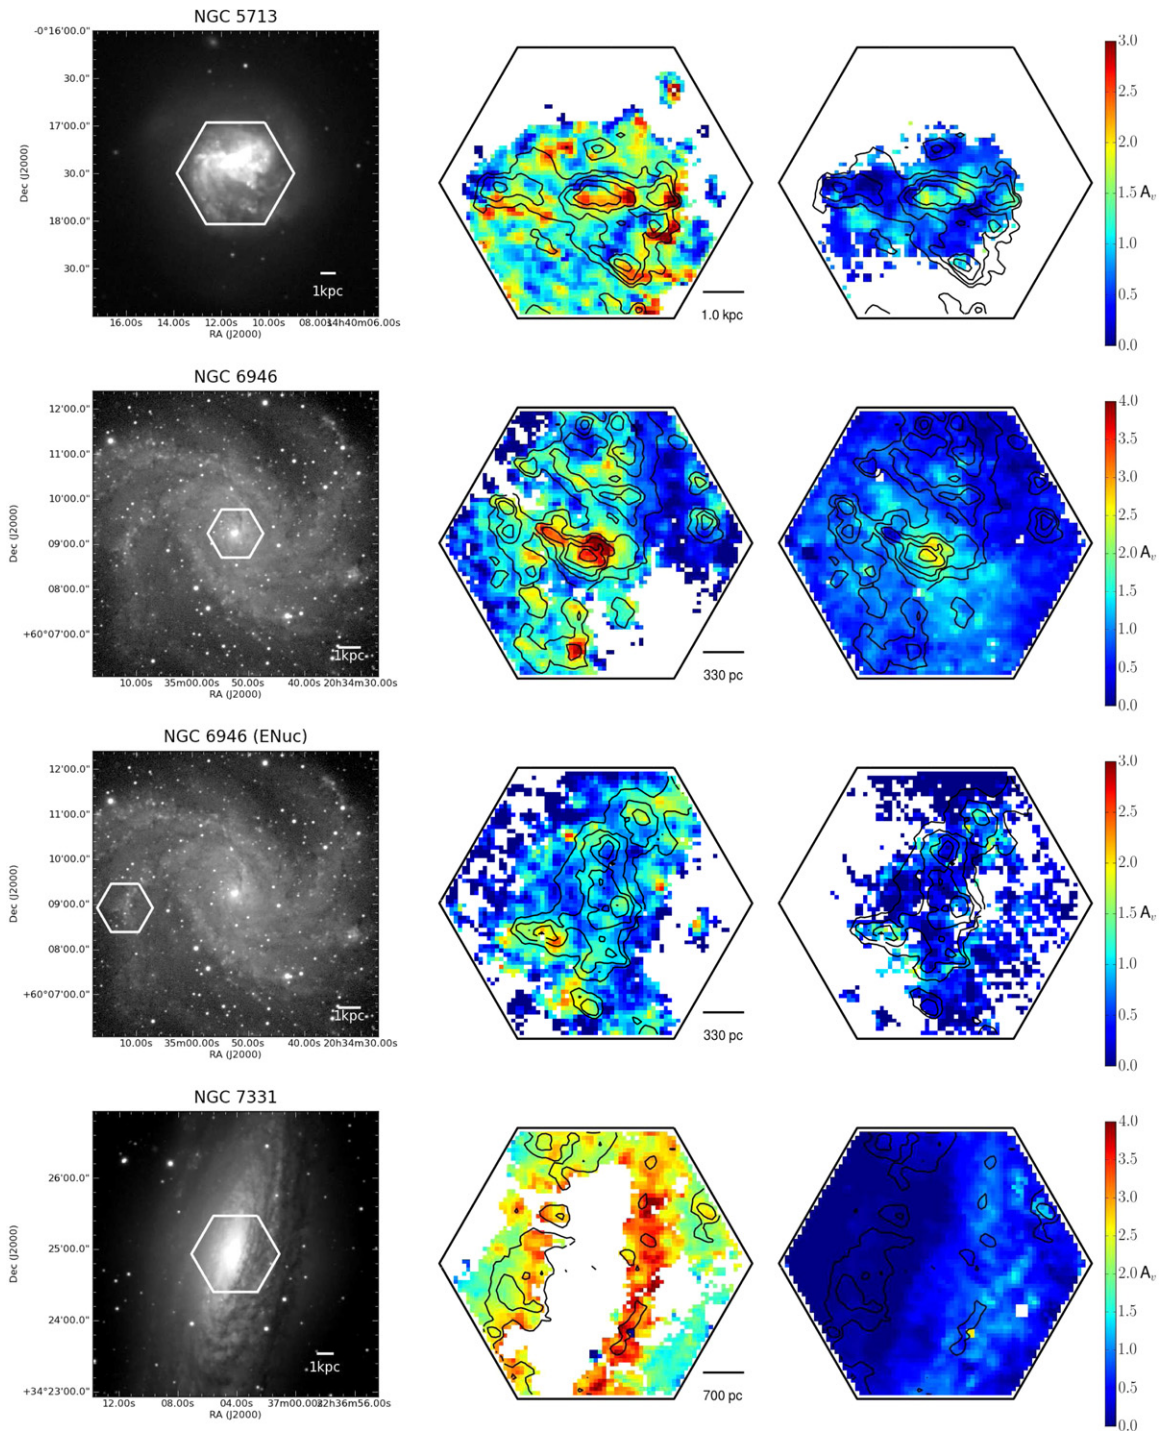 NGC 5713
-0°16'00.0"
30.0"
17'00.0"
30.0"
18'00.0"
30.0"
Dec (J2000)
1kpc
16.00s 14.00s 12.00s 10.00s 08.00s 14h40m06.00s
RA (J2000)
1.0 kpc
3.0
2.5
2.0
1.5
1.0
0.5
0.0
Av
NGC 6946
12'00.0"
11'00.0"
10'00.0"
09'00.0"
08'00.0"
+60°07'00.0"
Dec (J2000)
1kpc
10.00s 35m00.00s 50.00s 40.00s 20h34m30.00s
RA (J2000)
330 pc
4.0
3.5
3.0
2.5
2.0
1.5
1.0
0.5
0.0
Av
NGC 6946 (ENuc)
12'00.0"
11'00.0"
10'00.0"
09'00.0"
08'00.0"
+60°07'00.0"
Dec (J2000)
1kpc
10.00s 35m00.00s 50.00s 40.00s 20h34m30.00s
RA (J2000)
330 pc
3.0
2.5
2.0
1.5
1.0
0.5
0.0
Av
NGC 7331
26'00.0"
25'00.0"
24'00.0"
+34°23'00.0"
Dec (J2000)
1kpc
12.00s 08.00s 04.00s 37m00.00s 22h36m56.00s
RA (J2000)
700 pc
4.0
3.5
3.0
2.5
2.0
1.5
1.0
0.5
0.0
Av